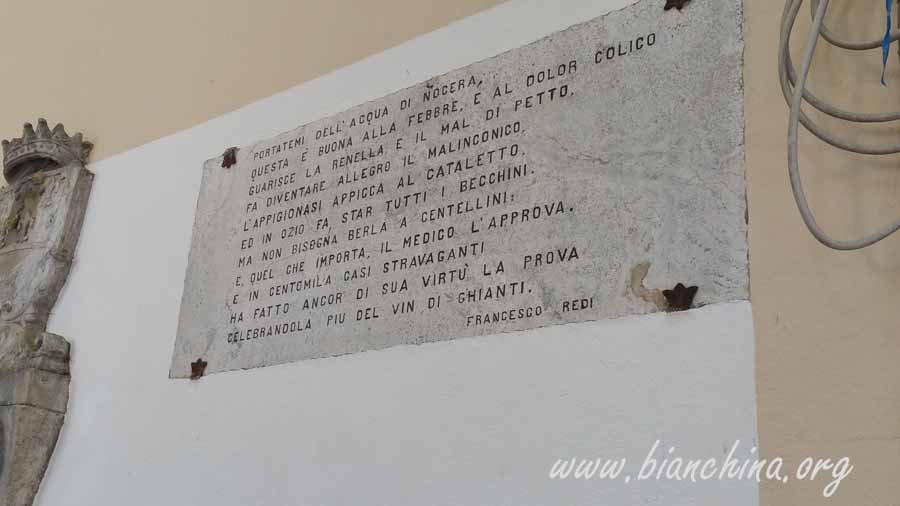 PORTATEMI DELL'ACQUA DI NOCERA,
QUESTA È BUONA ALLA FEBBRE, E AL DOLOR COLICO
GUARISCE LA RENELLA, E IL MAL DI PETTO.
FA DIVENTARE ALLEGRO IL MALINCONICO.
L'APPIGIONASI APPICCA AL CATALETTO.
ED IN OZIO FA, STAR TUTTI I BECCHINI.
MA NON BISOGNA BERLA A CENTELLINI:
E, QUEL CHE IMPORTA, IL MEDICO L'APPROVA.
E IN CENTOMILA CASI STRAVAGANTI
HA FATTO ANCOR DI SUA VIRTÙ LA PROVA
CELEBRANDOLA PIU DEL VIN DI GHIANTI.
FRANCESCO REDI
www.bianchina.org